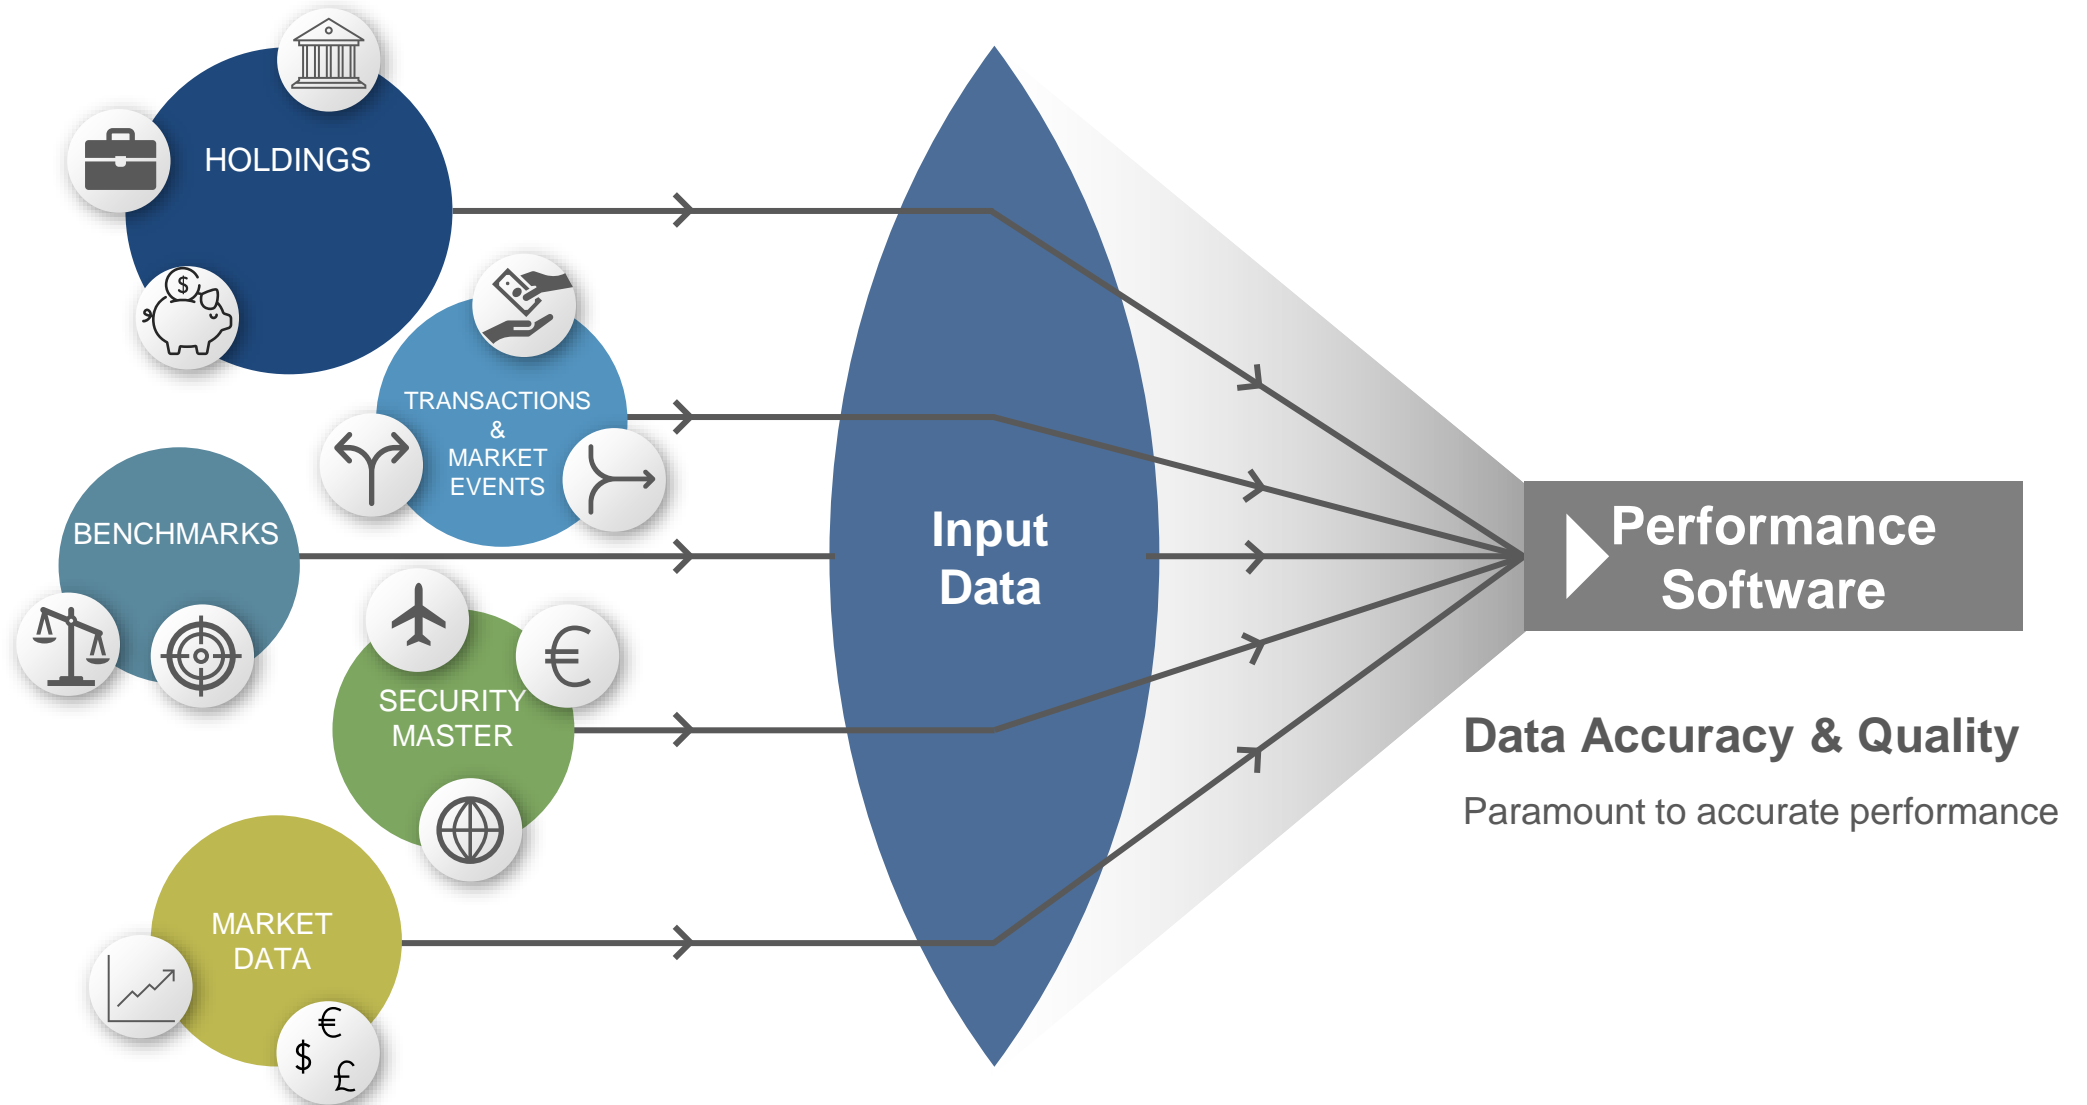 HOLDINGS
$
TRANSACTIONS
&
MARKET
EVENTS
BENCHMARKS
€
SECURITY
MASTER
MARKET
DATA
€
$
£
Input
Data
Performance
Software
Data Accuracy & Quality
Paramount to accurate performance